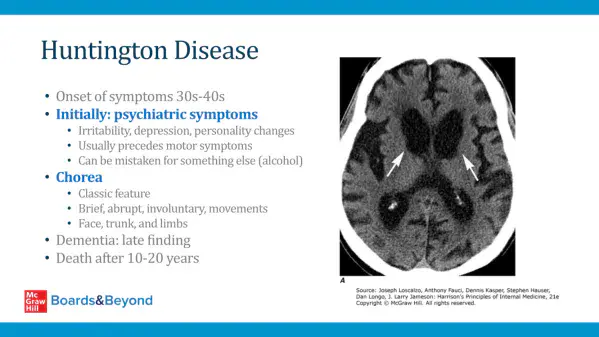 Huntington Disease
• Onset of symptoms 30s-40s
• Initially: psychiatric symptoms
• Irritability, depression, personality changes
• Usually precedes motor symptoms
• Can be mistaken for something else (alcohol)
• Chorea
• Classic feature
• Brief, abrupt, involuntary, movements
• Face, trunk, and limbs
• Dementia: late finding
• Death after 10-20 years
A
Source: Joseph Loscalzo, Anthony Fauci, Dennis Kasper, Stephen Hauser,
Dan Longo, J. Larry Jameson: Harrison's Principles of Internal Medicine, 21e
Copyright © McGraw Hill. All rights reserved.
Mc
Graw
Hill
Boards&Beyond